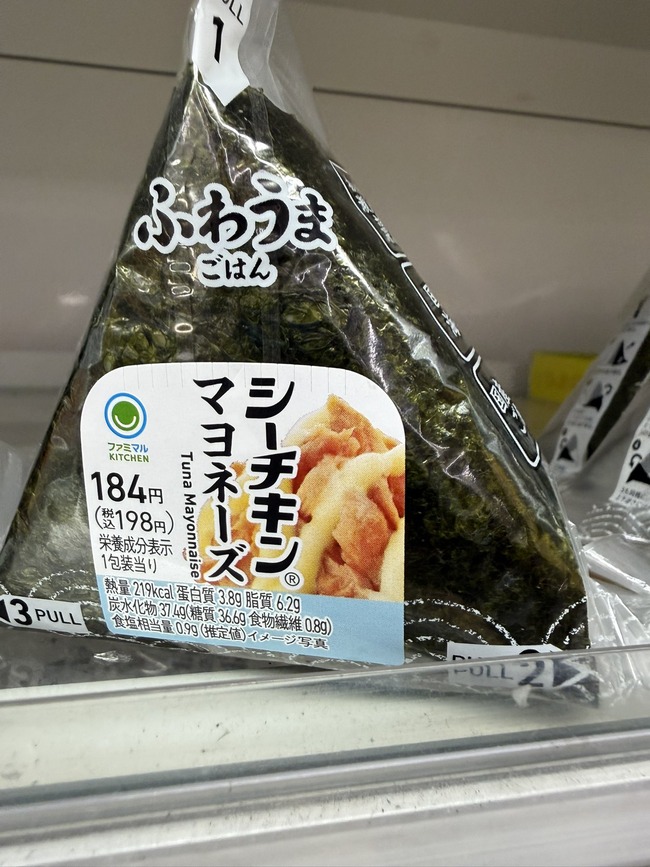 PULL
1
ふわうま
ごはん
ファミマル
KITCHEN
シーチキン®
マヨネーズ
Tuna Mayonnaise
184円
(税込198円)
栄養成分表示
1包装当り
熱量 219kcal 蛋白質 3.8g 脂質 6.2g
炭水化物 37.4g(糖質 36.6g 食物繊維 0.8g)
食塩相当量 0.9g(推定値)イメージ写真
3 PULL
PULL 2